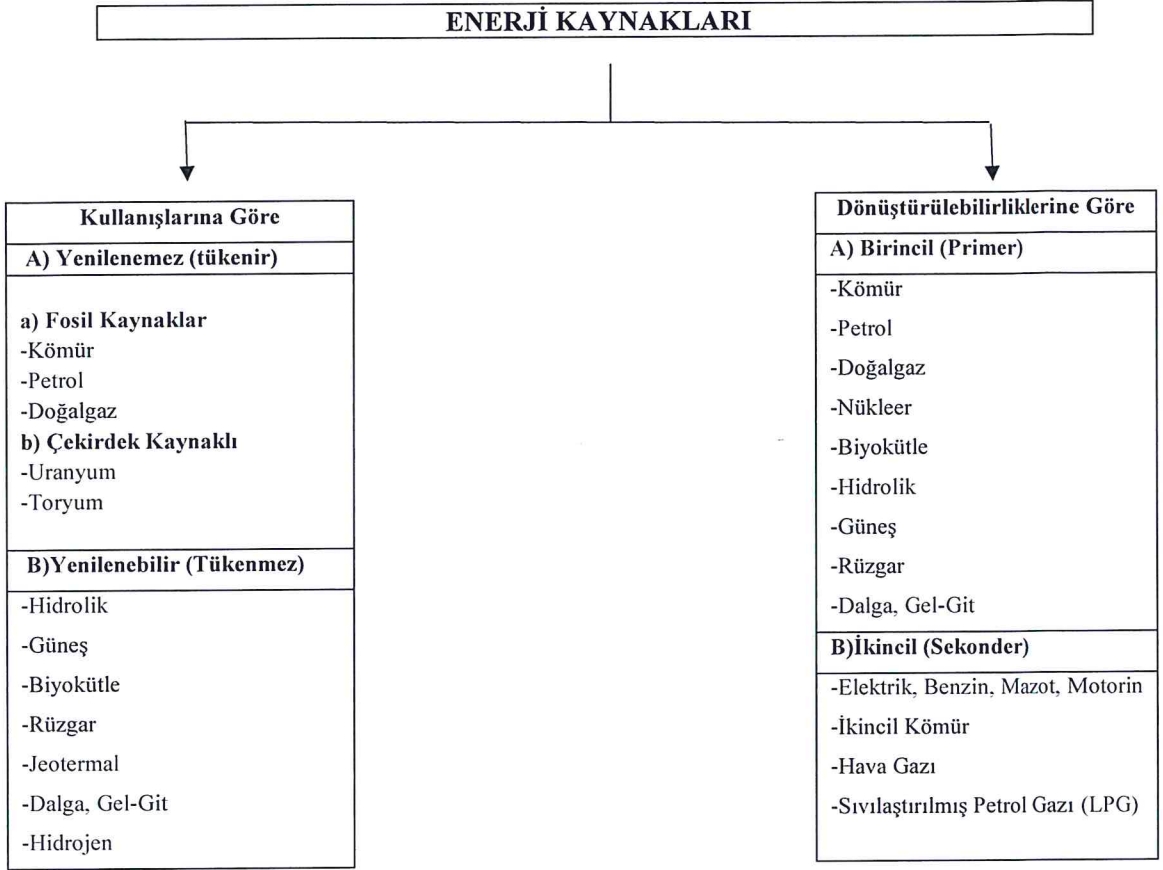 ENERJİ KAYNAKLARI
Kullanışlarına Göre
A) Yenilenemez (tükenir)
a) Fosil Kaynaklar
-Kömür
-Petrol
-Doğalgaz
b) Çekirdek Kaynaklı
-Uranyum
-Toryum
B)Yenilenebilir (Tükenmez)
-Hidrolik
-Güneş
-Biyokütle
-Rüzgar
-Jeotermal
-Dalga, Gel-Git
-Hidrojen
Dönüştürülebilirliklerine Göre
A) Birincil (Primer)
-Kömür
-Petrol
-Doğalgaz
-Nükleer
-Biyokütle
-Hidrolik
-Güneş
-Rüzgar
-Dalga, Gel-Git
B)İkincil (Sekonder)
-Elektrik, Benzin, Mazot, Motorin
-İkincil Kömür
-Hava Gazı
-Sıvılaştırılmış Petrol Gazı (LPG)